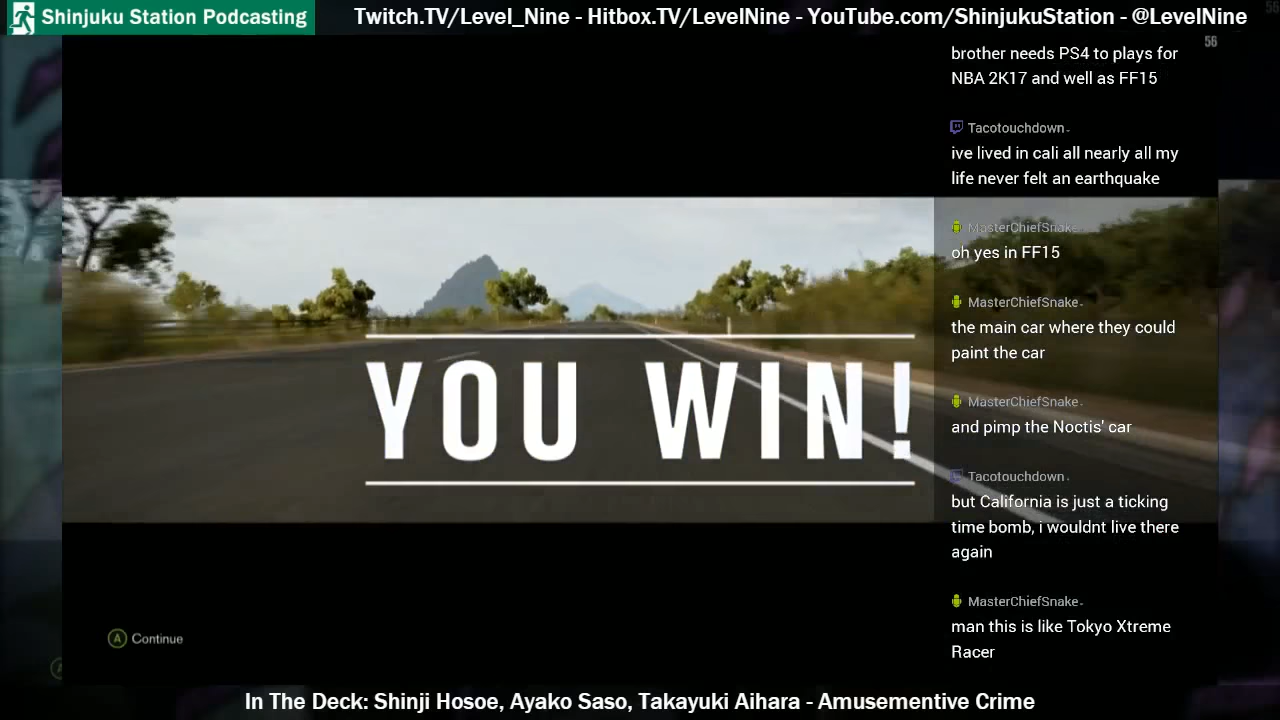 Shinjuku Station Podcasting
Twitch.TV/Level_Nine - Hitbox.TV/LevelNine - YouTube.com/ShinjukuStation - @LevelNine
56
56
brother needs PS4 to plays for
NBA 2K17 and well as FF15
Tacotouchdown
ive lived in cali all nearly all my
life never felt an earthquake
MasterChiefSnake
oh yes in FF15
MasterChiefSnake
the main car where they could
paint the car
MasterChiefSnake
and pimp the Noctis' car
Tacotouchdown
but California is just a ticking
time bomb, i wouldnt live there
again
MasterChiefSnake
man this is like Tokyo Xtreme
Racer
YOU WIN!
A Continue
In The Deck: Shinji Hosoe, Ayako Saso, Takayuki Aihara - Amusementive Crime